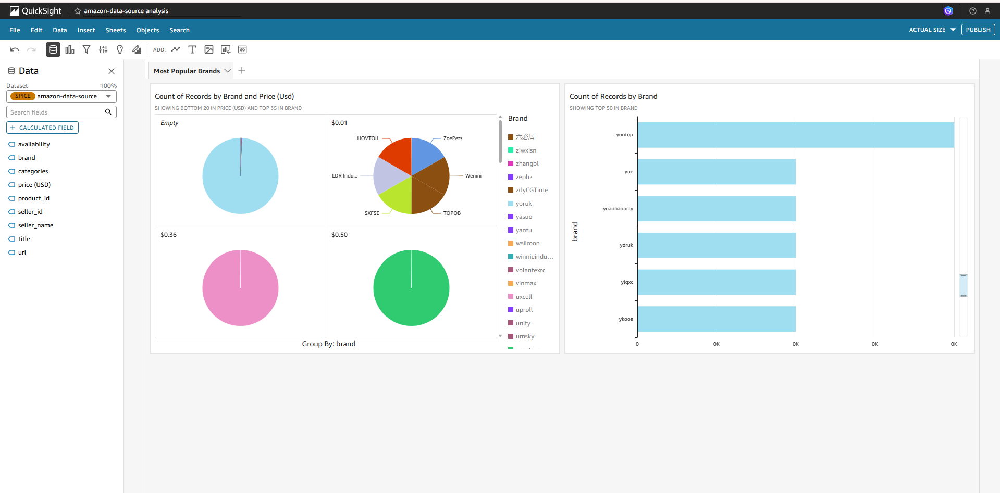 QuickSight
amazon-data-source analysis
File Edit Data Insert Sheets Objects Search
ACTUAL SIZE
PUBLISH
ADD:
Data
Dataset 100%
SPICE amazon-data-source
Search fields
+ CALCULATED FIELD
availability
brand
categories
price (USD)
product_id
seller_id
seller_name
title
url
Most Popular Brands
Count of Records by Brand and Price (Usd)
SHOWING BOTTOM 20 IN PRICE (USD) AND TOP 35 IN BRAND
Empty
$0.01
HOVTOIL
ZoePets
LDR Indu...
Wenini
SXFSE
TOPOB
$0.36
$0.50
Group By: brand
Brand
六必居
ziwxisn
zhangbl
zephz
zdyCGTime
yoruk
yasuo
yantu
wsiiroon
winnieindu...
volantexrc
vinmax
uxcell
uproll
unity
umsky
Count of Records by Brand
SHOWING TOP 50 IN BRAND
brand
yuntop
yue
yuanhaourty
yoruk
ylqxc
ykooe
0 0K 0K 0K 0K